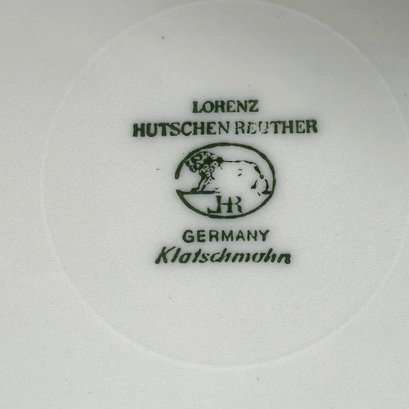 LORENZ
HUTSCHENREUTHER
JHR
GERMANY
Klatschmohn